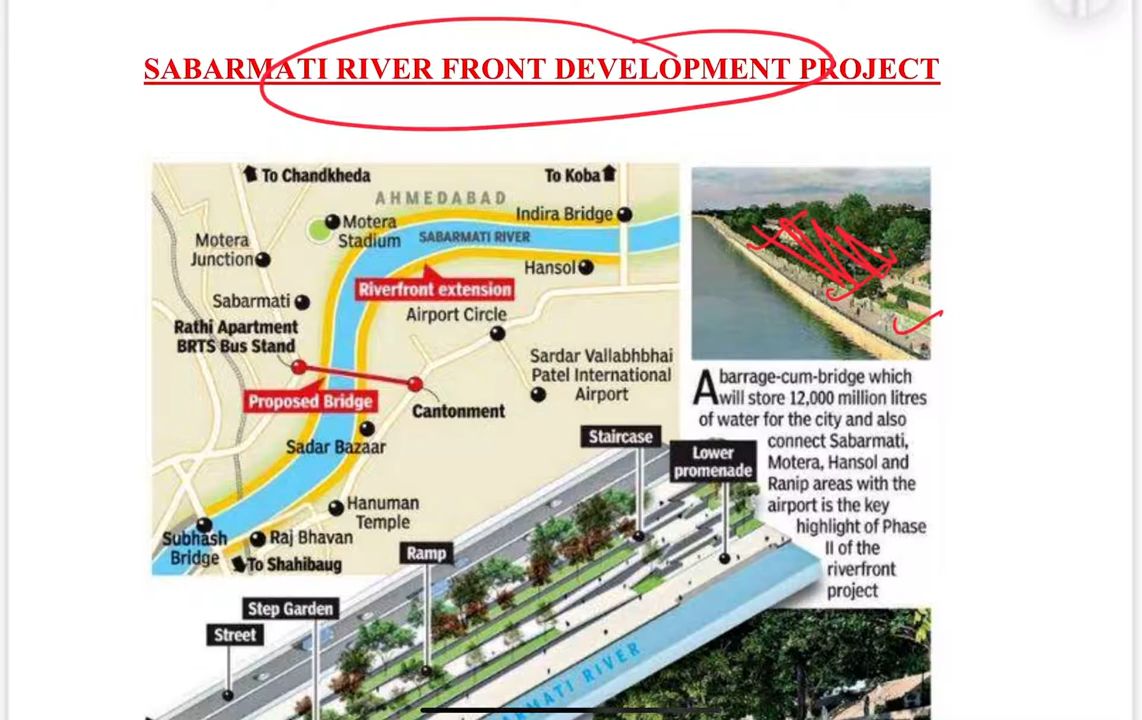 SABARMATI RIVER FRONT DEVELOPMENT PROJECT
To Chandkheda
To Koba
AHMEDABAD
Indira Bridge
Motera
Stadium
SABARMATI RIVER
Motera
Junction
Hansol
Riverfront extension
Sabarmati
Airport Circle
Rathi Apartment
BRTS Bus Stand
Sardar Vallabhbhai
Patel International
Airport
Proposed Bridge
Cantonment
Sadar Bazaar
Hanuman
Temple
Subhash
Bridge
Raj Bhavan
To Shahibaug
A barrage-cum-bridge which
will store 12,000 million litres
of water for the city and also
connect Sabarmati,
Motera, Hansol and
Ranip areas with the
airport is the key
highlight of Phase
II of the
riverfront
project
Staircase
Lower
promenade
Ramp
Step Garden
Street
RMATI RIVER